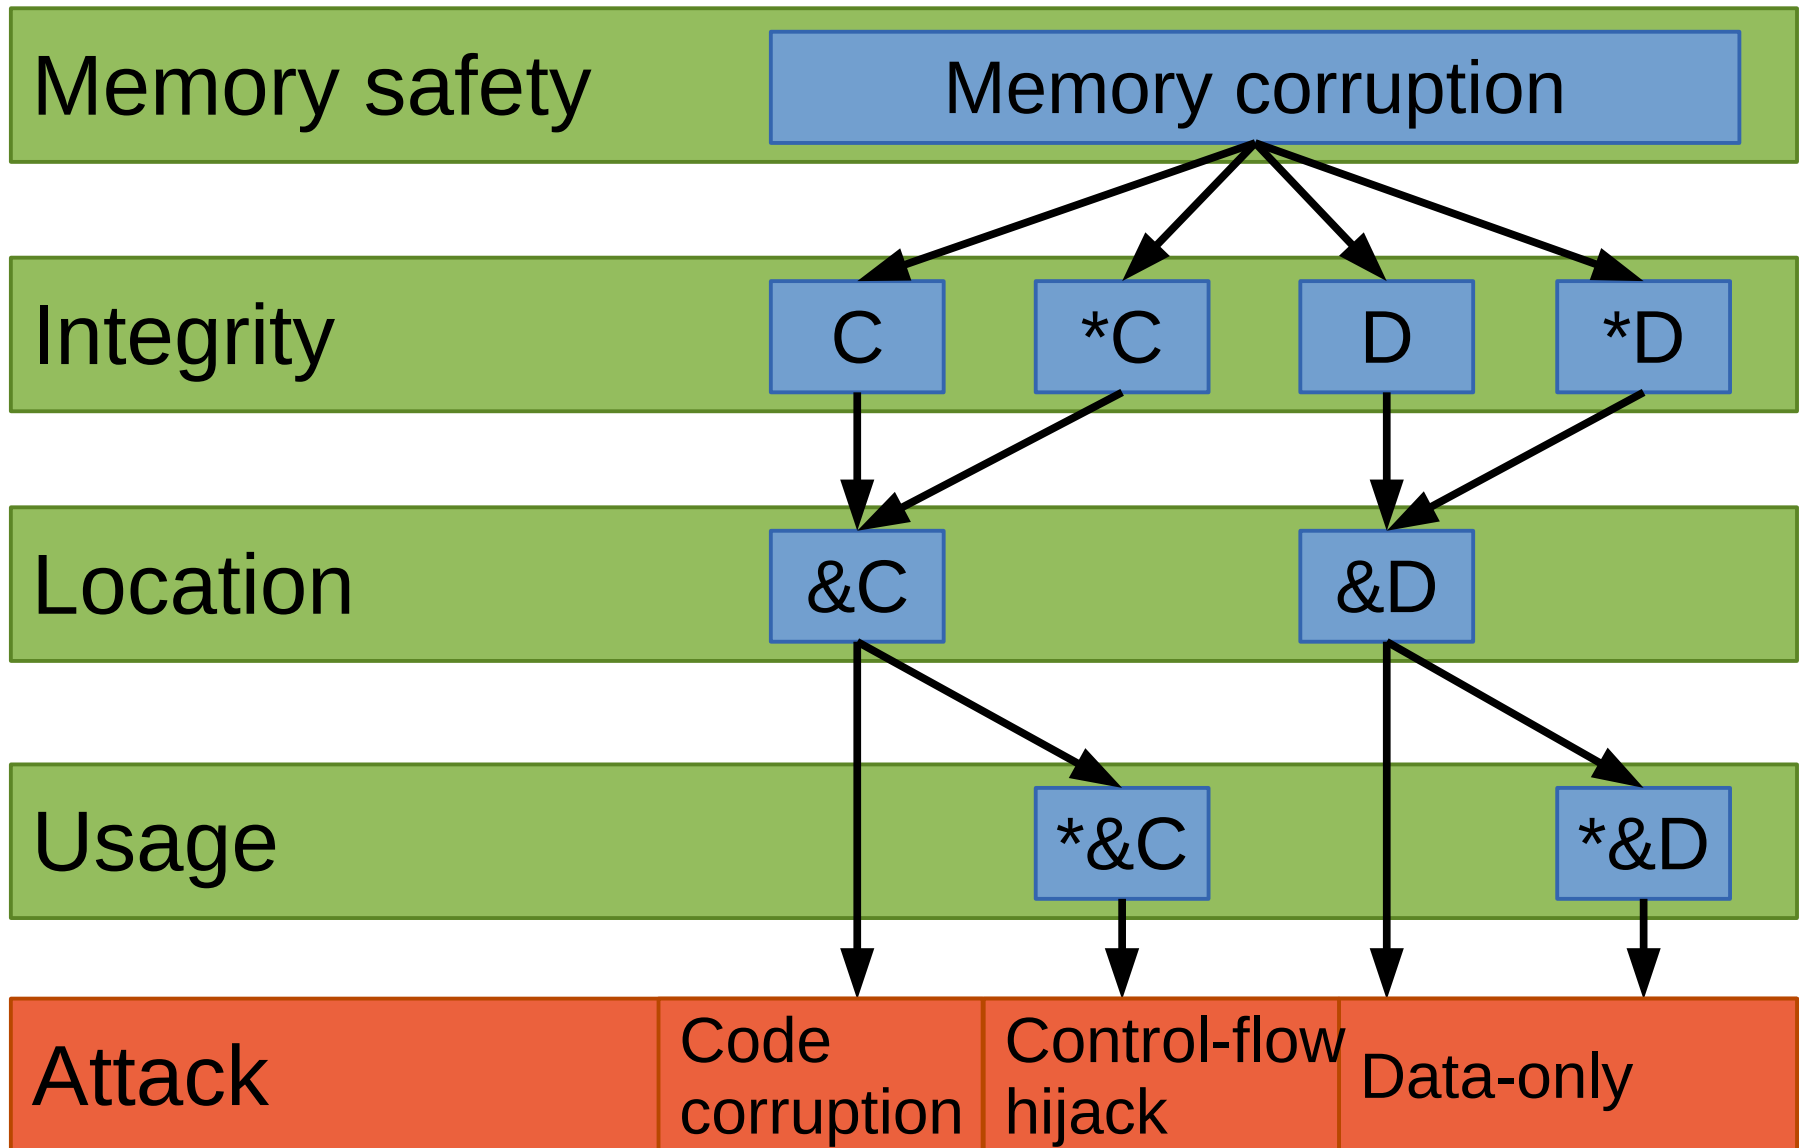 Memory safety
Memory corruption
Integrity
C
*C
D
*D
Location
&C
&D
Usage
*&C
*&D
Attack
Code
corruption
Control-flow
hijack
Data-only